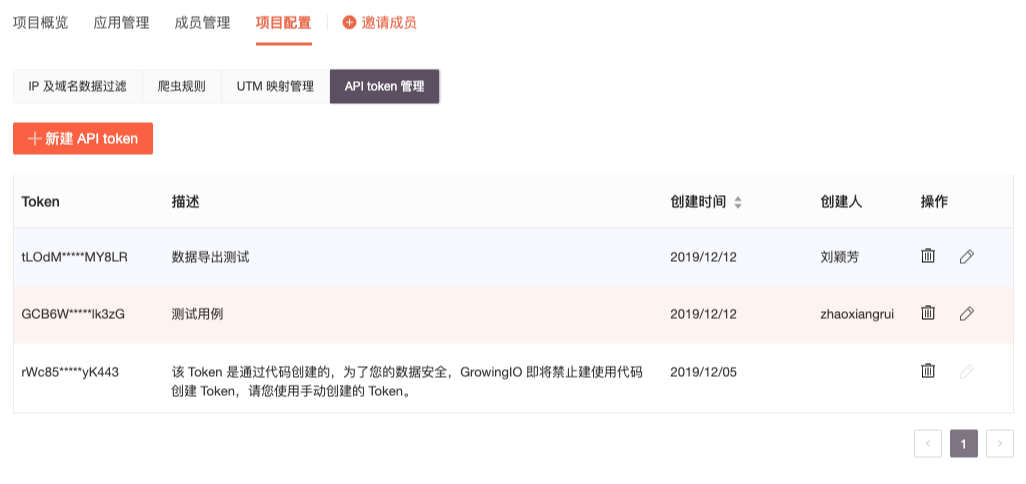 项目概览 应用管理 成员管理 项目配置 邀请成员
IP 及域名数据过滤 爬虫规则 UTM 映射管理 API token 管理
新建 API token
Token 描述 创建时间 创建人 操作
tLOdM*****MY8LR 数据导出测试 2019/12/12 刘颖芳
GCB6W*****lk3zG 测试用例 2019/12/12 zhaoxiangrui
rWc85*****yK443 该 Token 是通过代码创建的，为了您的数据安全，GrowingIO 即将禁止建使用代码 2019/12/05
创建 Token，请您使用手动创建的 Token。
1